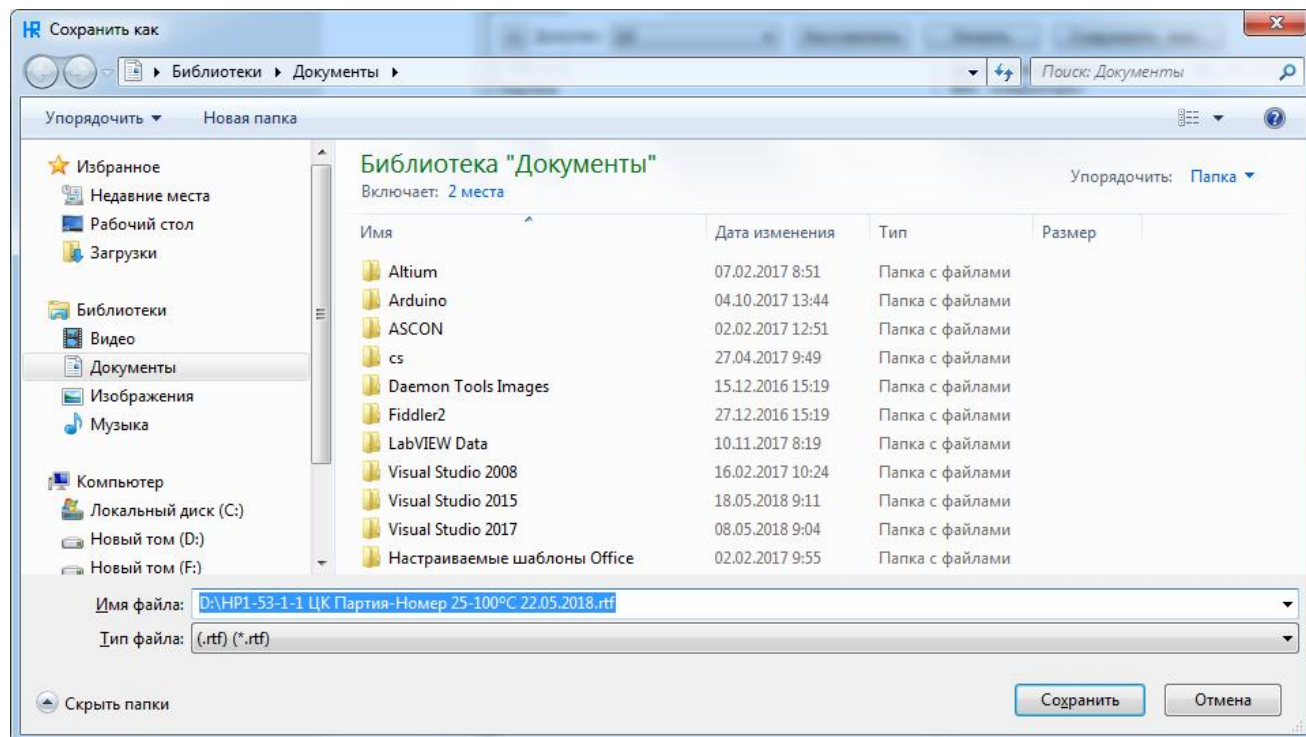 HR Сохранить как
Библиотеки Документы
Поиск: Документы
Упорядочить Новая папка
Избранное
Недавние места
Рабочий стол
Загрузки
Библиотеки
Видео
Документы
Изображения
Музыка
Компьютер
Локальный диск (C:)
Новый том (D:)
Новый том (F:)
Библиотека "Документы"
Включает: 2 места
Упорядочить: Папка
Имя Дата изменения Тип Размер
Altium 07.02.2017 8:51 Папка с файлами
Arduino 04.10.2017 13:44 Папка с файлами
ASCON 02.02.2017 12:51 Папка с файлами
cs 27.04.2017 9:49 Папка с файлами
Daemon Tools Images 15.12.2016 15:19 Папка с файлами
Fiddler2 27.12.2016 15:19 Папка с файлами
LabVIEW Data 10.11.2017 8:19 Папка с файлами
Visual Studio 2008 16.02.2017 10:24 Папка с файлами
Visual Studio 2015 18.05.2018 9:11 Папка с файлами
Visual Studio 2017 08.05.2018 9:04 Папка с файлами
Настраиваемые шаблоны Office 02.02.2017 9:55 Папка с файлами
Имя файла: D:\HP1-53-1-1 ЦК Партия-Номер 25-100°C 22.05.2018.rtf
Тип файла: (.rtf) (*.rtf)
Скрыть папки
Сохранить Отмена